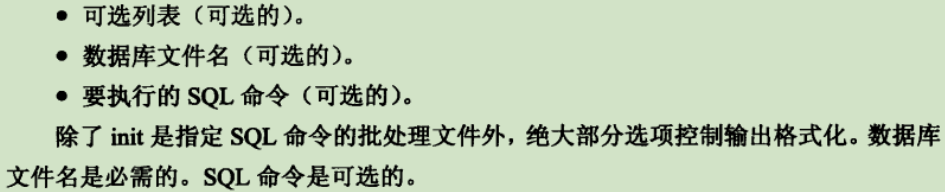 • 可选列表（可选的）。
• 数据库文件名（可选的）。
• 要执行的 SQL 命令（可选的）。
除了 init 是指定 SQL 命令的批处理文件外，绝大部分选项控制输出格式化。数据库
文件名是必需的。SQL 命令是可选的。